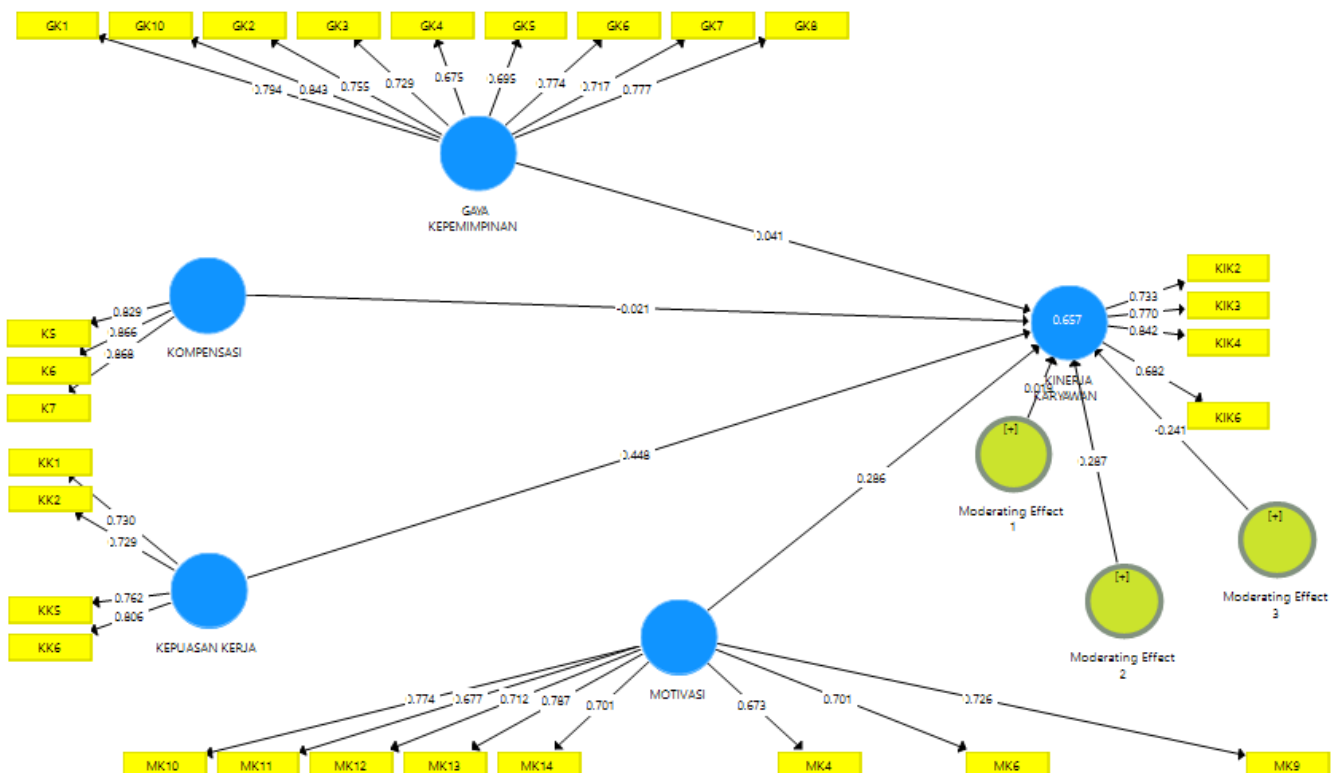 GK1 GK10 GK2 GK3 GK4 GK5 GK6 GK7 GK8
0.794 0.843 0.755 0.729 0.675 0.695 0.774 0.717 0.777
GAYA
KEPEMIMPINAN
0.041
KOMPENSASI
0.829
0.866
0.868
K5
K6
K7
-0.021
KINERJA
KARYAWAN
0.657
0.733
0.770
0.842
0.682
KIK2
KIK3
KIK4
KIK6
KK1
KK2
KK5
KK6
0.730
0.729
0.762
0.806
KEPUASAN KERJA
0.448
0.286
[+]
Moderating Effect
1
-0.241
0.287
[+]
Moderating Effect
2
[+]
Moderating Effect
3
MOTIVASI
0.774 0.677 0.712 0.787 0.701 0.673 0.701 0.726
MK10 MK11 MK12 MK13 MK14 MK4 MK6 MK9